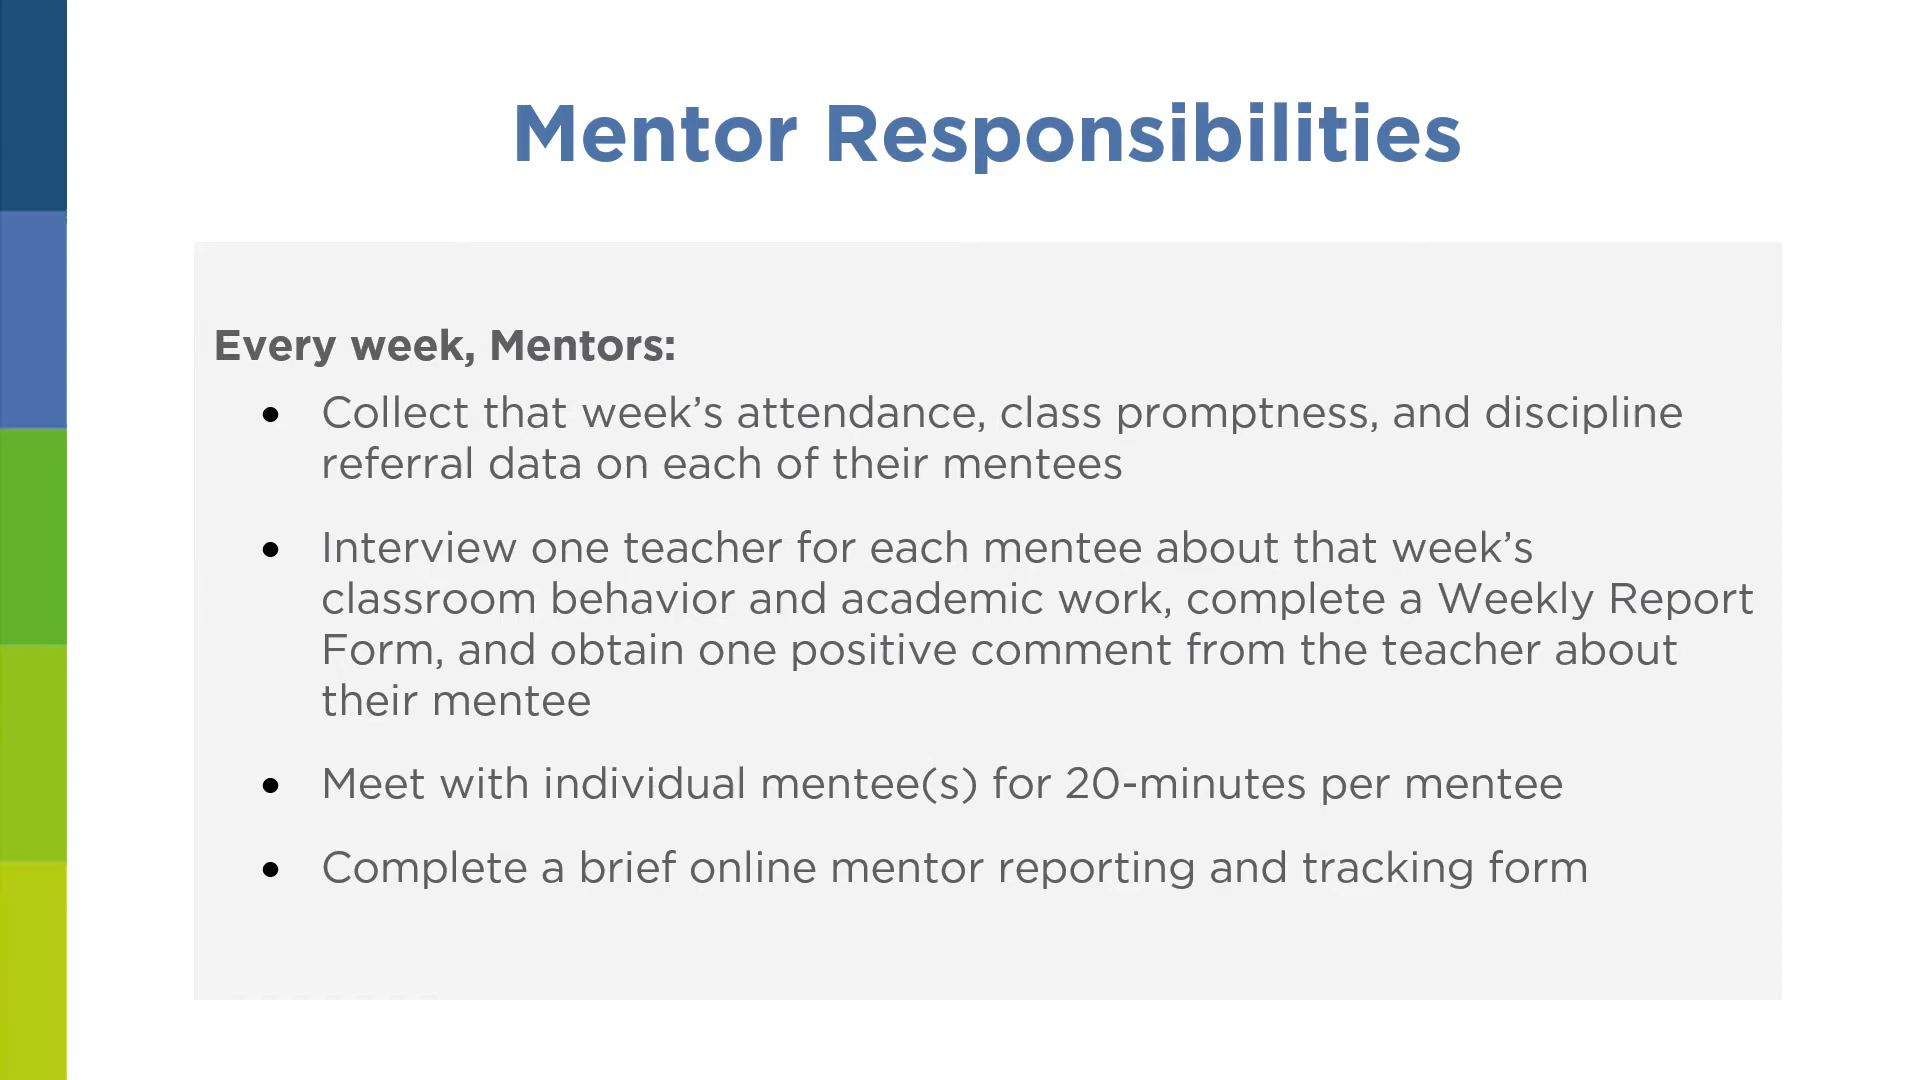 Mentor Responsibilities
Every week, Mentors:
● Collect that week’s attendance, class promptness, and discipline
referral data on each of their mentees
● Interview one teacher for each mentee about that week’s
classroom behavior and academic work, complete a Weekly Report
Form, and obtain one positive comment from the teacher about
their mentee
● Meet with individual mentee(s) for 20-minutes per mentee
● Complete a brief online mentor reporting and tracking form